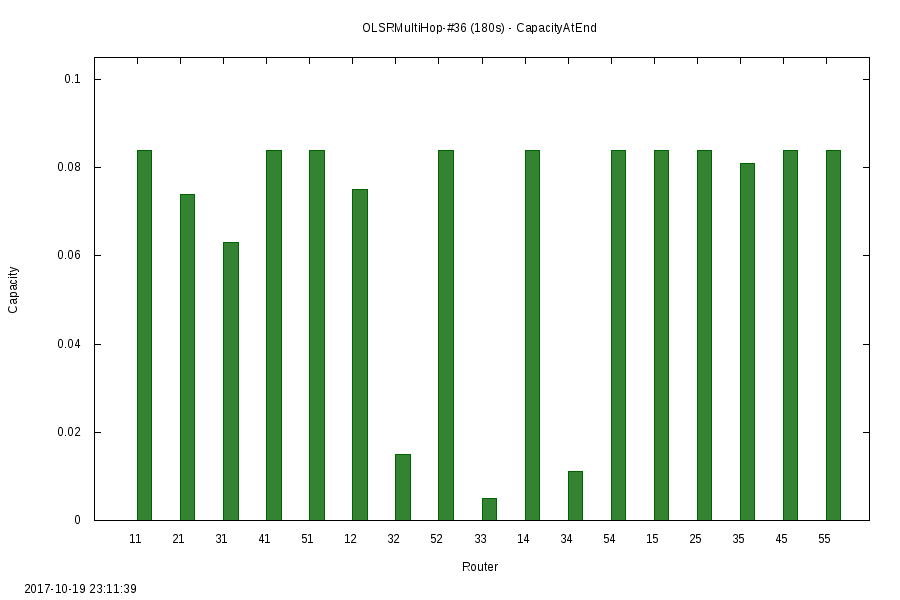 OLSRMultiHop-#36 (180s) - CapacityAtEnd
0.1
0.08
0.06
0.04
0.02
0
Capacity
11 21 31 41 51 12 32 52 33 14 34 54 15 25 35 45 55
Router
2017-10-19 23:11:39